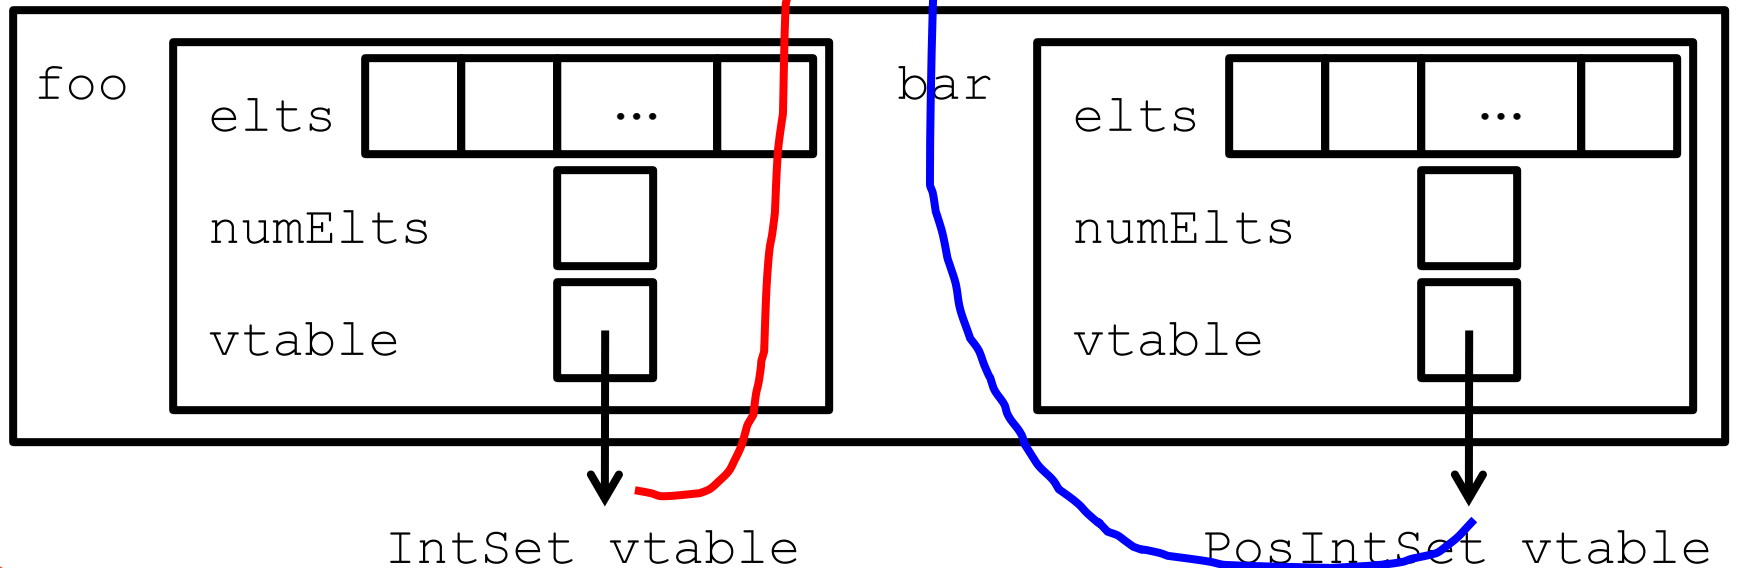 foo
elts ...
numElts
vtable
IntSet vtable
bar
elts ...
numElts
vtable
PosIntSet vtable